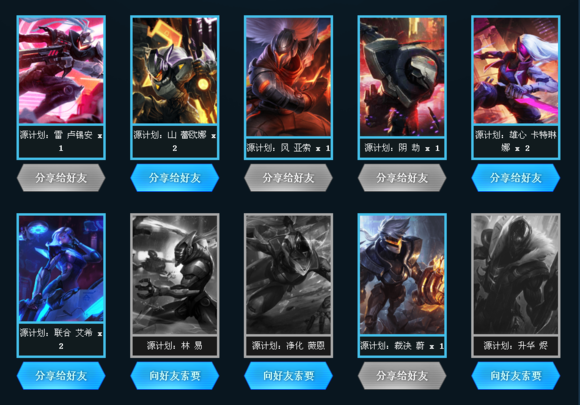 源计划：雷 卢锡安 x
1
源计划：山 蕾欧娜 x
2
源计划：风 亚索 x 1
源计划：阴 劫 x 1
源计划：雄心 卡特琳
娜 x 2
分享给好友
分享给好友
分享给好友
分享给好友
分享给好友
源计划：联合 艾希 x
2
源计划：林 易
源计划：净化 薇恩
源计划：裁决 蔚 x 1
源计划：升华 烬
分享给好友
向好友索要
向好友索要
分享给好友
向好友索要